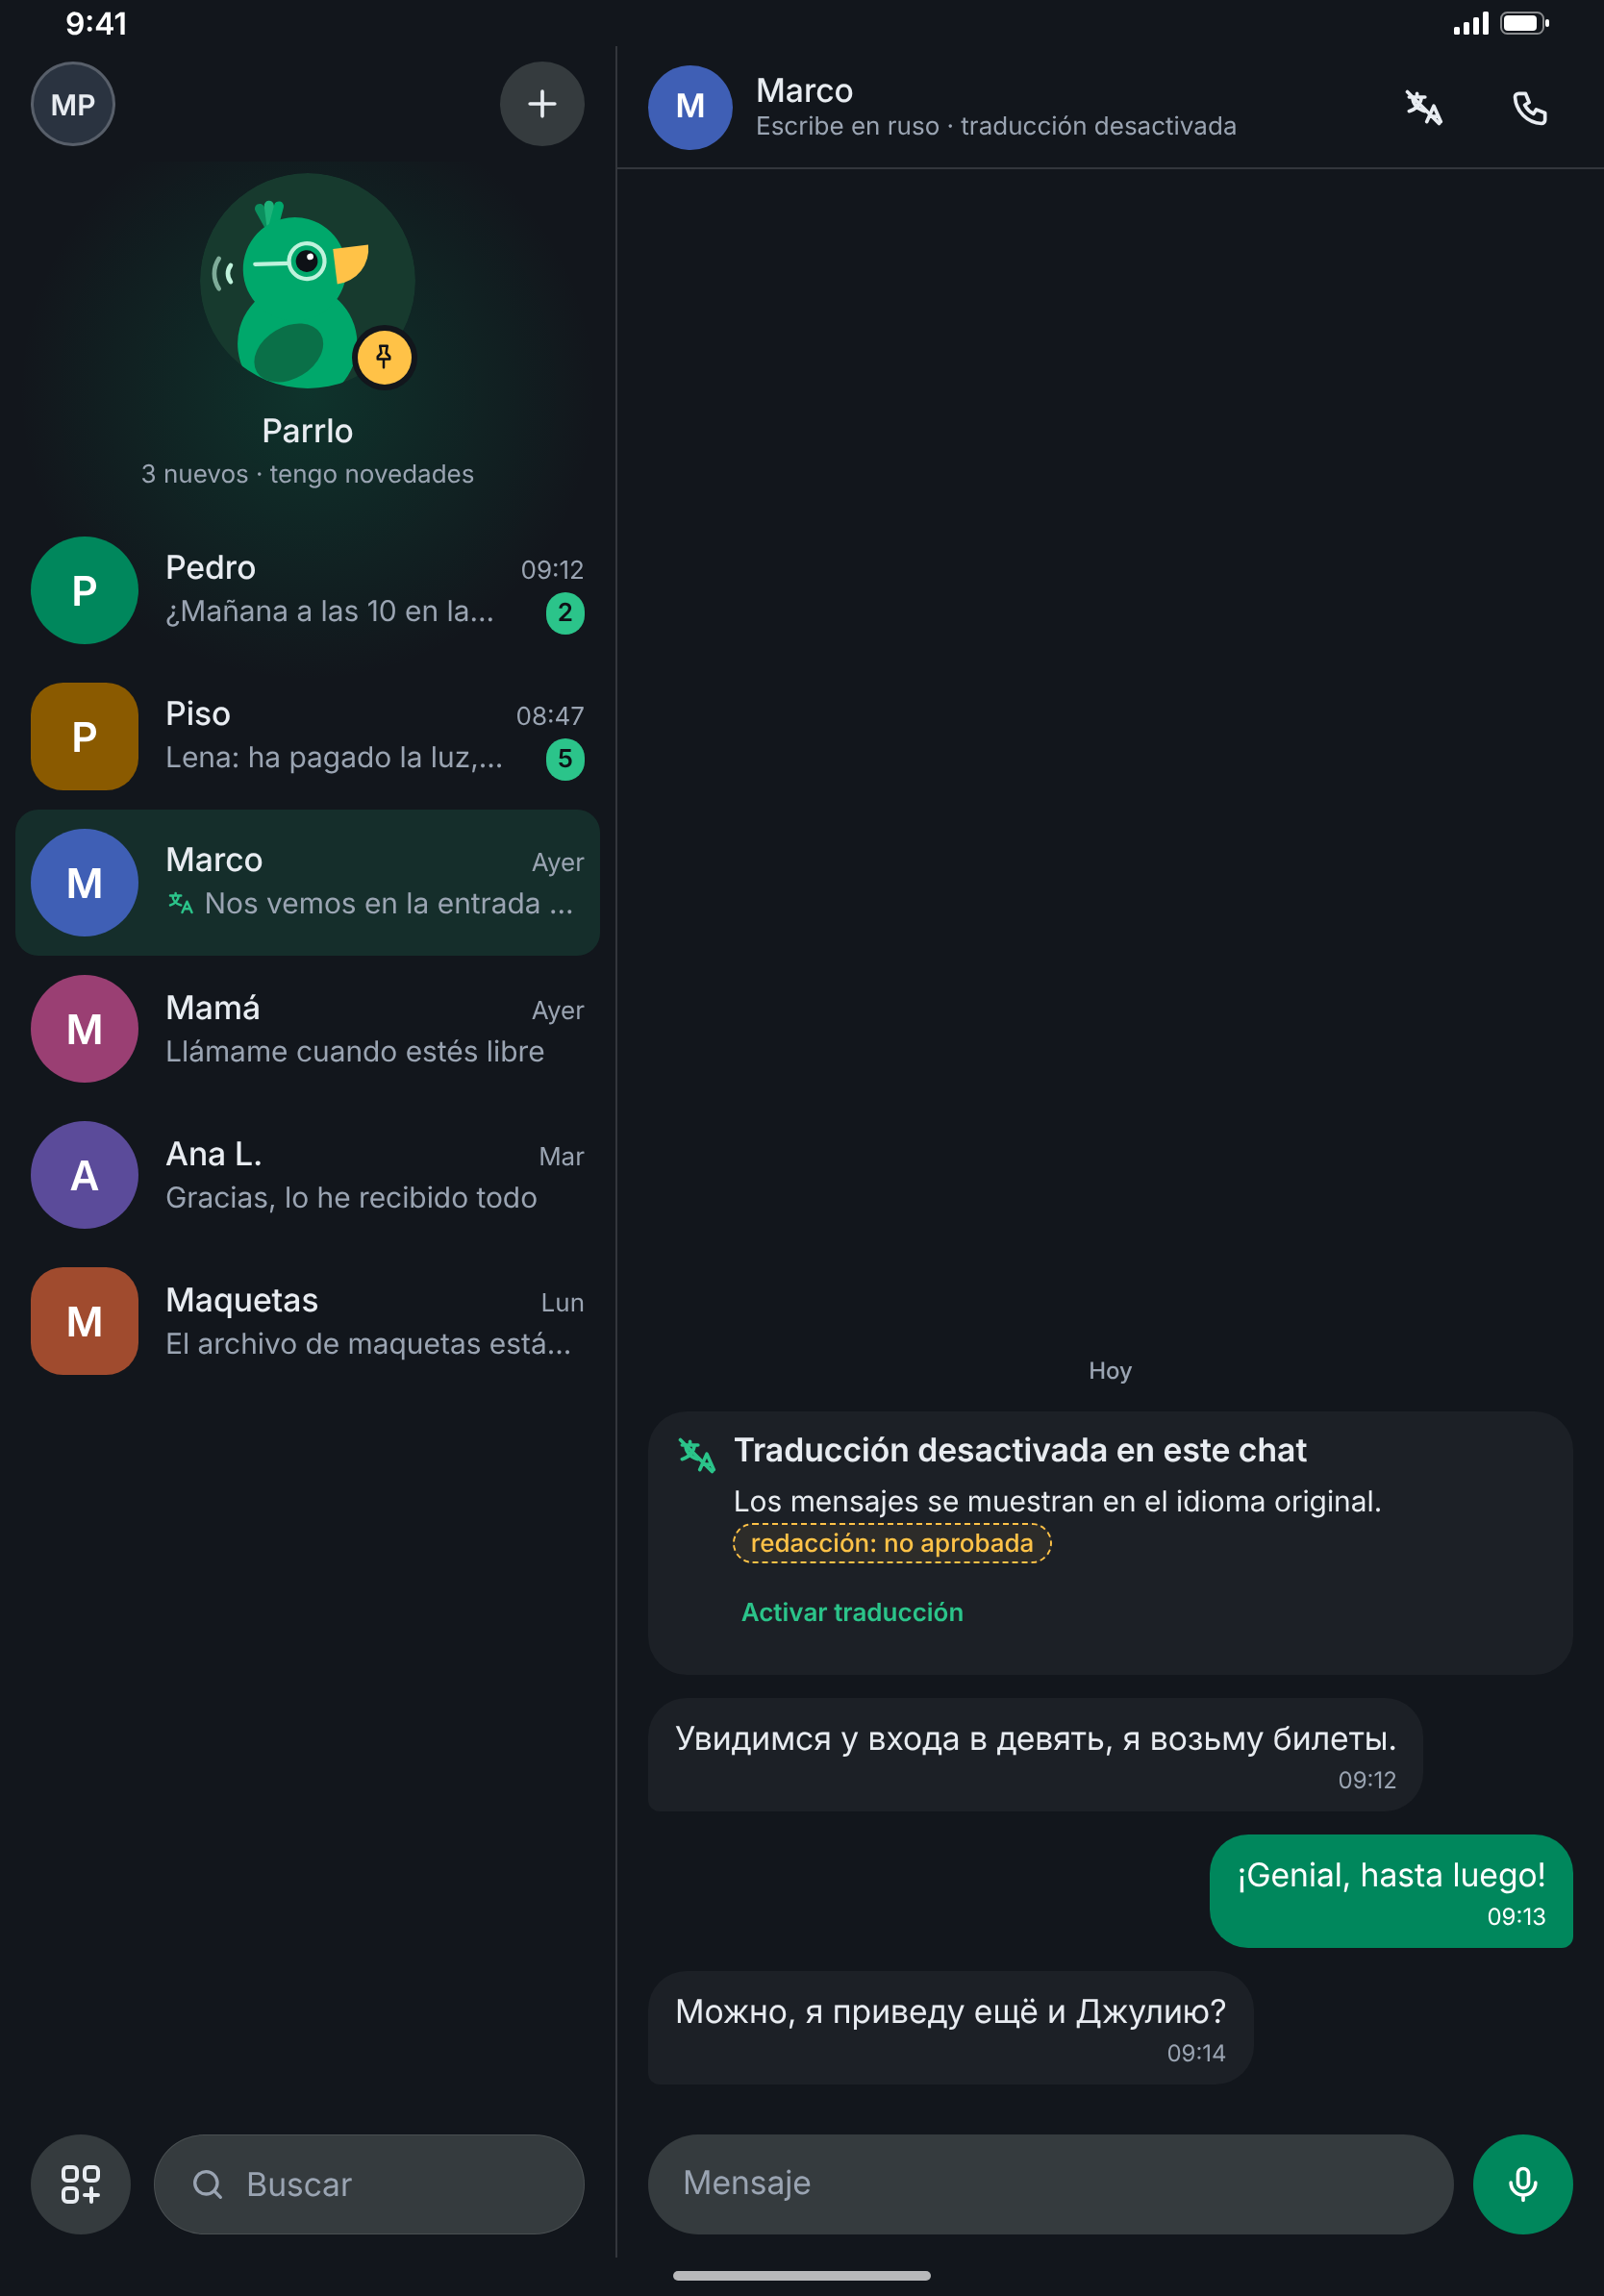 9:41
MP
Parrlo
3 nuevos · tengo novedades
P
Pedro
09:12
¿Mañana a las 10 en la...
2
P
Piso
08:47
Lena: ha pagado la luz,...
5
M
Marco
Ayer
Nos vemos en la entrada ...
M
Mamá
Ayer
Llámame cuando estés libre
A
Ana L.
Mar
Gracias, lo he recibido todo
M
Maquetas
Lun
El archivo de maquetas está...
Buscar
M
Marco
Escribe en ruso · traducción desactivada
Hoy
Traducción desactivada en este chat
Los mensajes se muestran en el idioma original.
redacción: no aprobada
Activar traducción
Увидимся у входа в девять, я возьму билеты.
09:12
¡Genial, hasta luego!
09:13
Можно, я приведу ещё и Джулию?
09:14
Mensaje